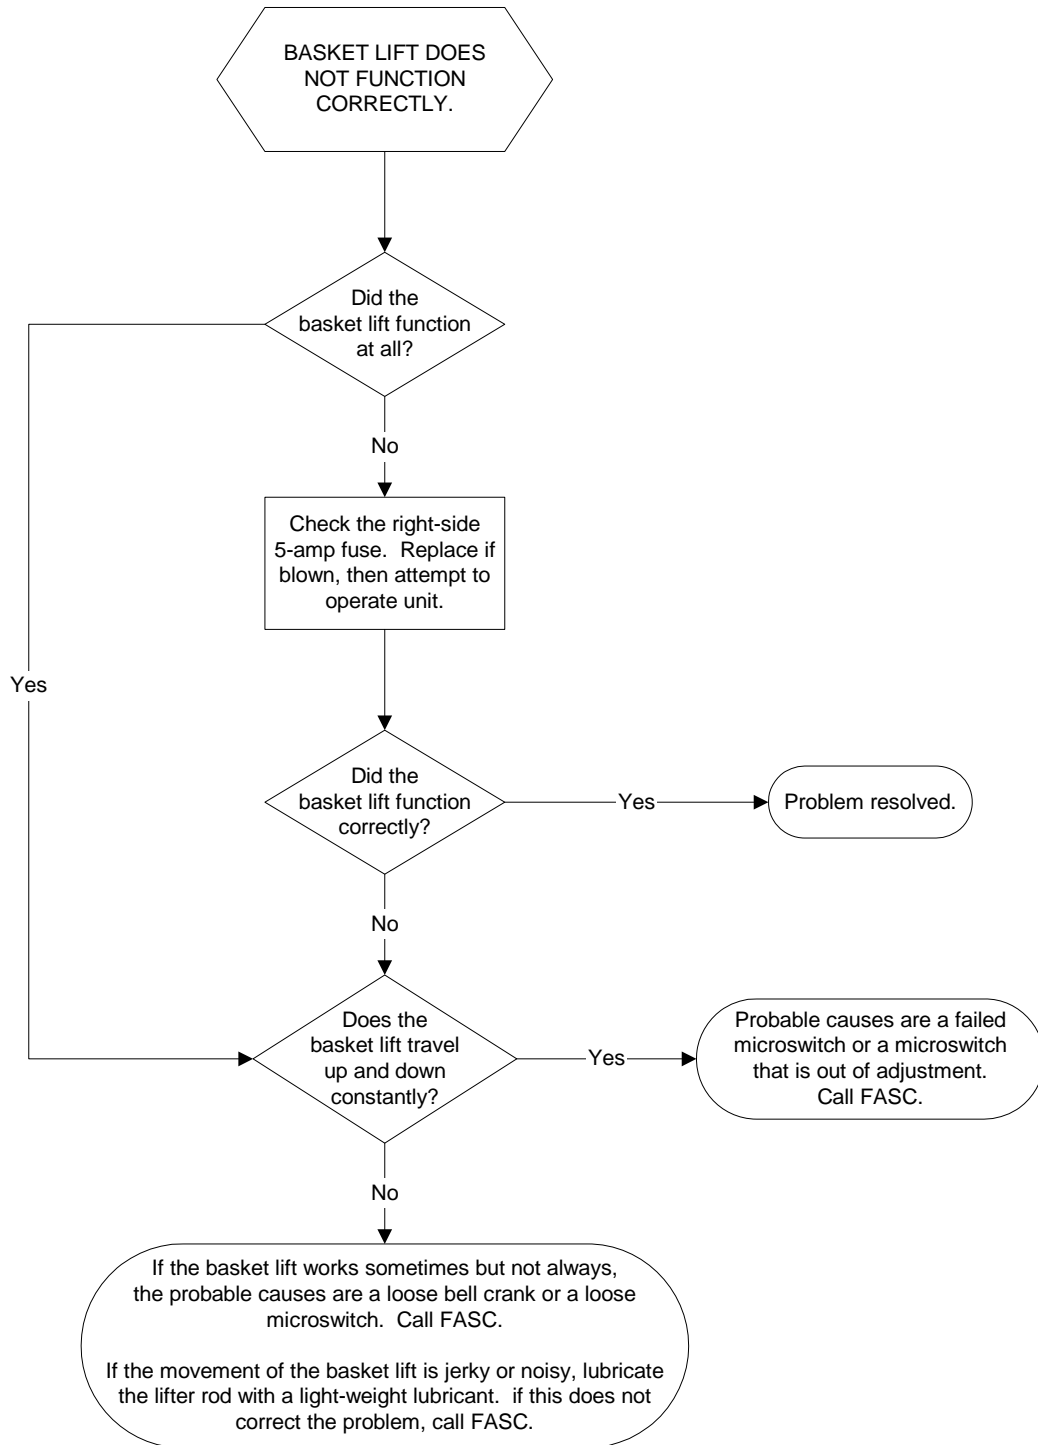 BASKET LIFT DOES
NOT FUNCTION
CORRECTLY.
Did the
basket lift function
at all?
No
Check the right-side
5-amp fuse.  Replace if
blown, then attempt to
operate unit.
Yes
Did the
basket lift function
correctly?
Yes
Problem resolved.
No
Does the
basket lift travel
up and down
constantly?
Yes
Probable causes are a failed
microswitch or a microswitch
that is out of adjustment.
Call FASC.
No
If the basket lift works sometimes but not always,
the probable causes are a loose bell crank or a loose
microswitch.  Call FASC.
If the movement of the basket lift is jerky or noisy, lubricate
the lifter rod with a light-weight lubricant.  if this does not
correct the problem, call FASC.